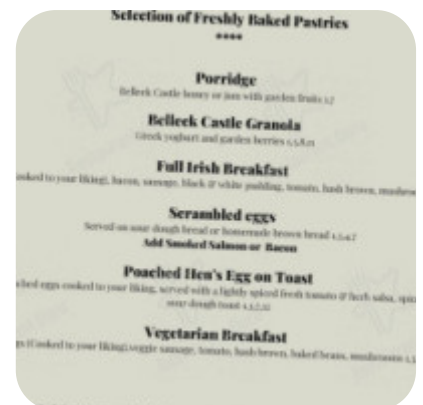 Selection of Freshly Baked Pastries
****
Porridge
Belleek Castle honey or jam with garden fruits 1,7
Belleek Castle Granola
Greek yoghurt and garden berries
Full Irish Breakfast
cooked to your liking), bacon, sausage, black & white pudding, tomato, hash brown,
Scrambled eggs
Served on sour dough bread or homemade brown bread
Add Smoked Salmon or Bacon
Poached Hen's Egg on Toast
eggs cooked to your liking, served with a lightly spiced fresh tomato & herb salsa,
sour dough toast
Vegetarian Breakfast
(Cooked to your liking) veggie sausage, tomato, hash brown, baked beans, mushrooms